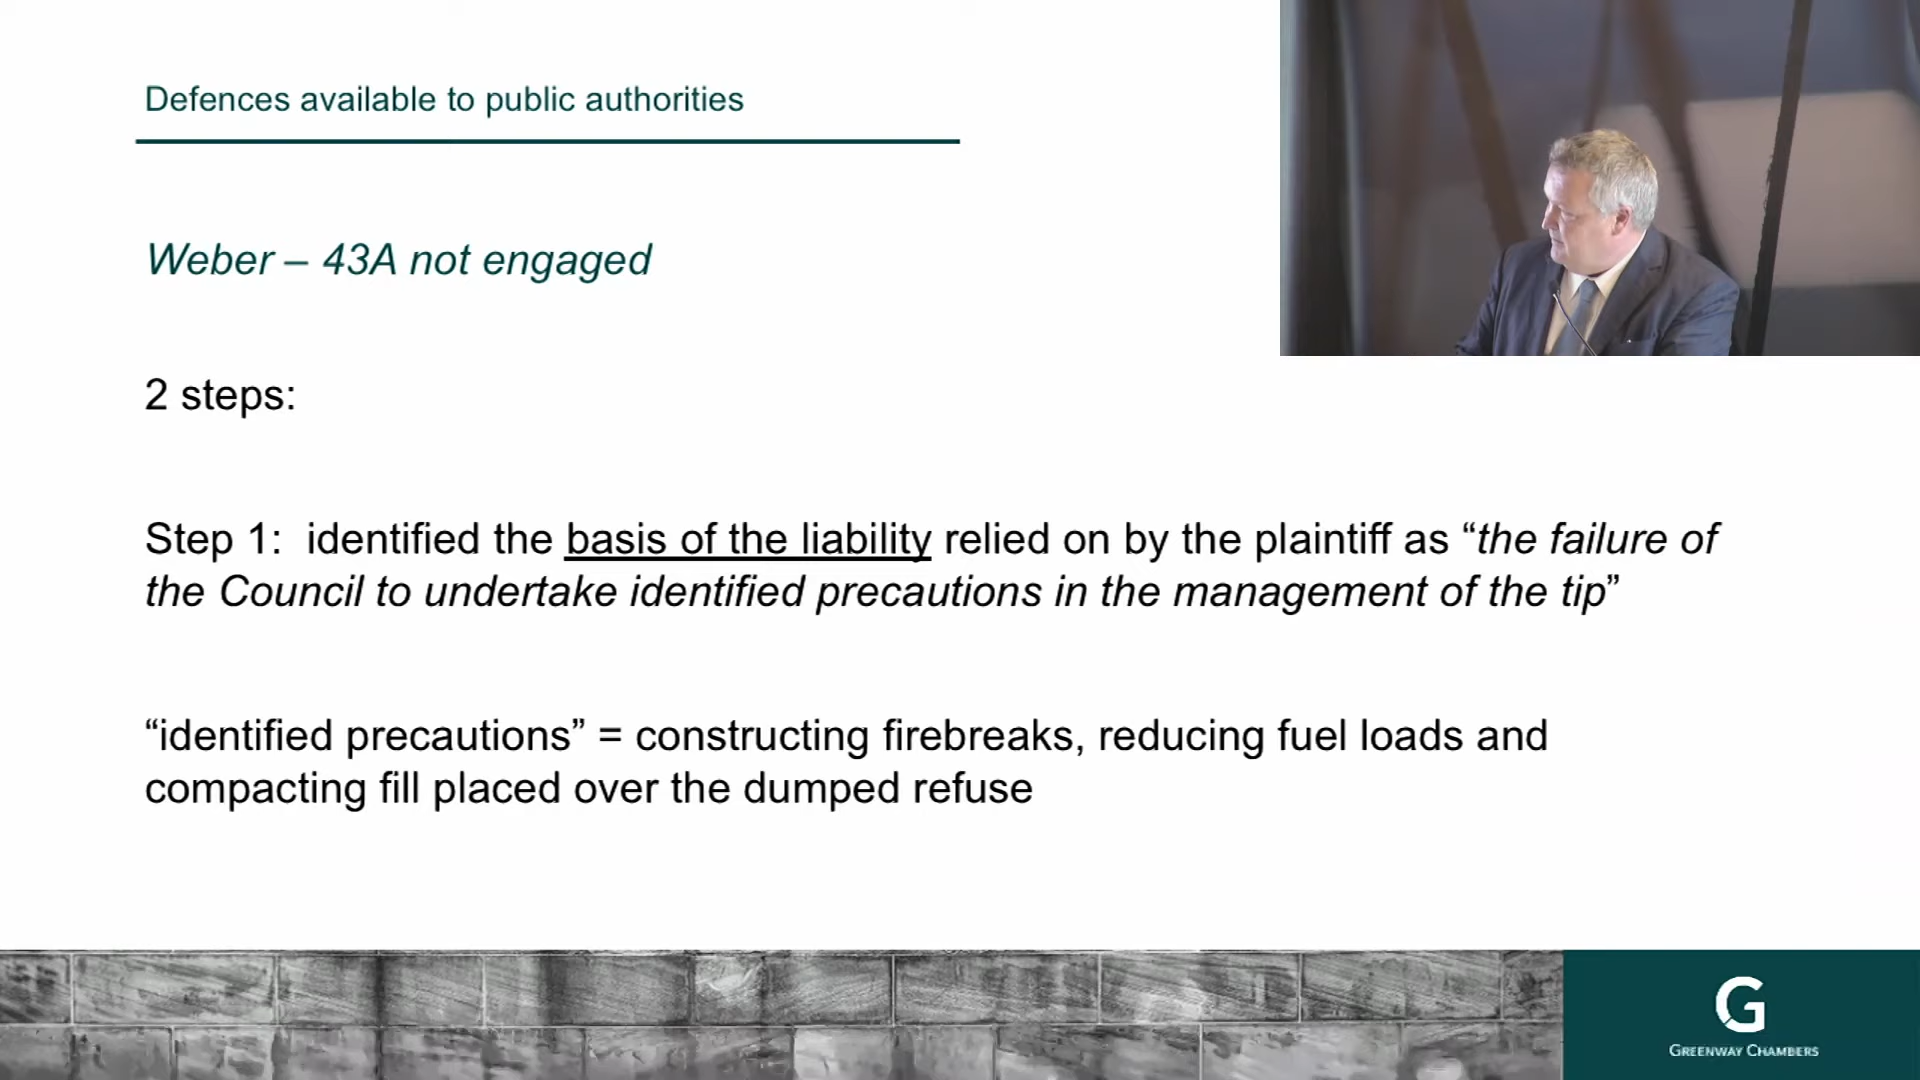 Defences available to public authorities
Weber – 43A not engaged
2 steps:
Step 1:  identified the basis of the liability relied on by the plaintiff as “the failure of
the Council to undertake identified precautions in the management of the tip”
“identified precautions” = constructing firebreaks, reducing fuel loads and
compacting fill placed over the dumped refuse
G
GREENWAY CHAMBERS